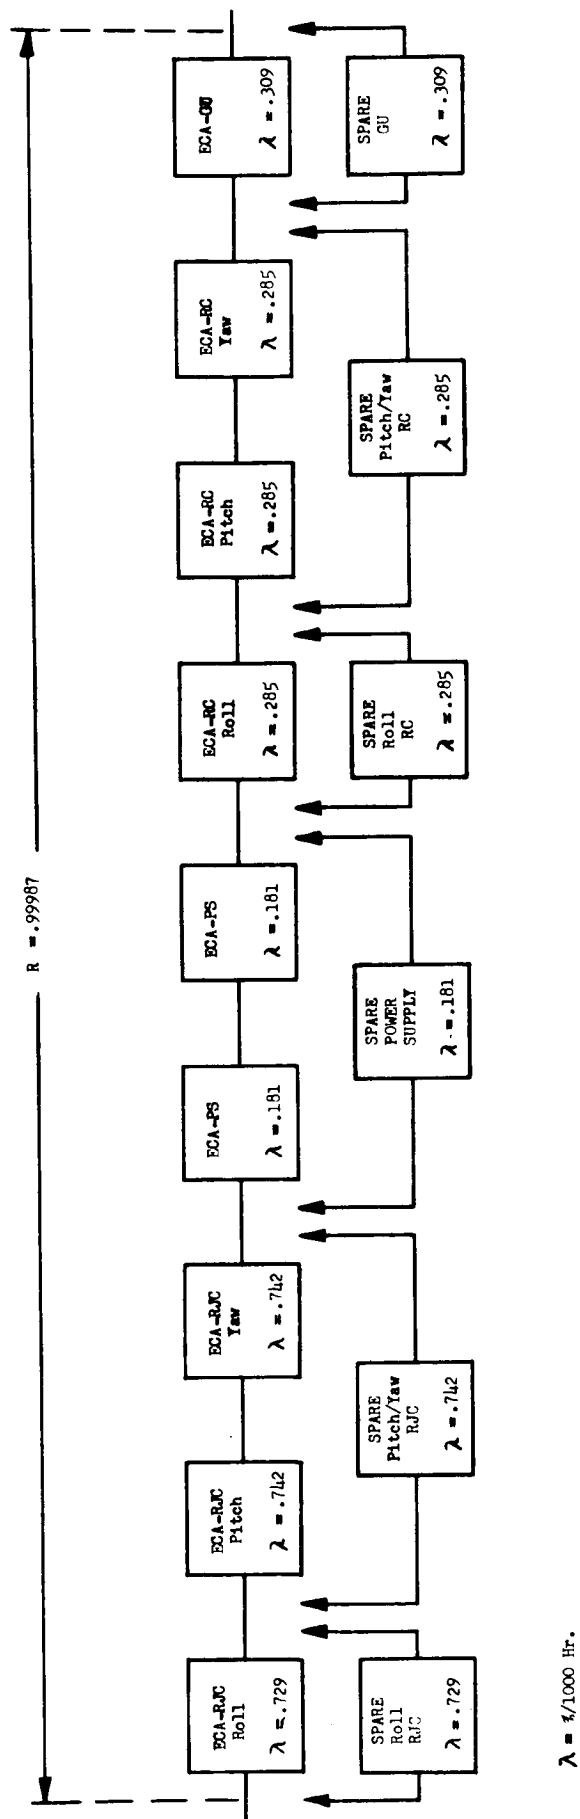 R = .99987
ECA-RJC
Roll
λ = .729
ECA-RJC
Pitch
λ = .742
ECA-RJC
Yaw
λ = .742
ECA-PS
λ = .181
ECA-PS
λ = .181
ECA-RC
Roll
λ = .285
ECA-RC
Pitch
λ = .285
ECA-RC
Yaw
λ = .285
ECA-GU
λ = .309
SPARE
Roll
RJC
λ = .729
SPARE
Pitch/Yaw
RJC
λ = .742
SPARE
POWER
SUPPLY
λ = .181
SPARE
Roll
RC
λ = .285
SPARE
Pitch/Yaw
RC
λ = .285
SPARE
GU
λ = .309
λ = %/1000 Hr.